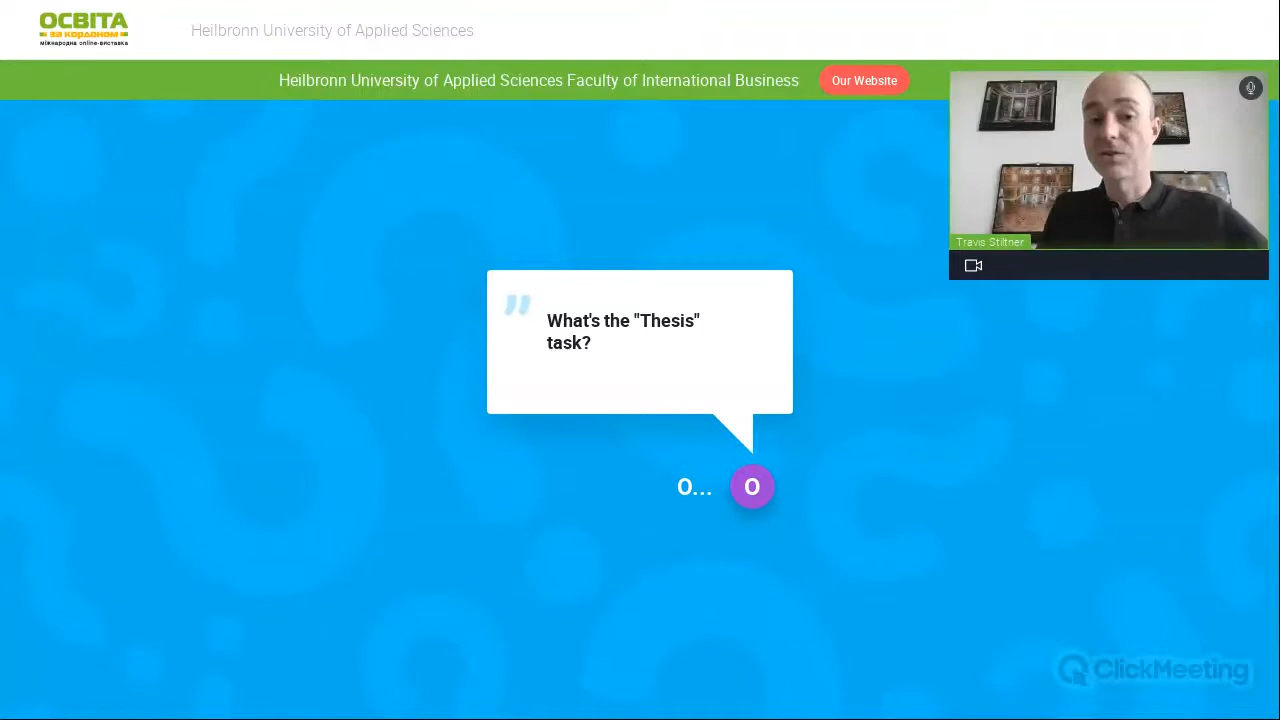 ОСВІТА
за кордоном
міжнародна online-виставка
Heilbronn University of Applied Sciences
Heilbronn University of Applied Sciences Faculty of International Business
Our Website
Travis Stiltner
" What's the "Thesis"
task?
O...
O
ClickMeeting